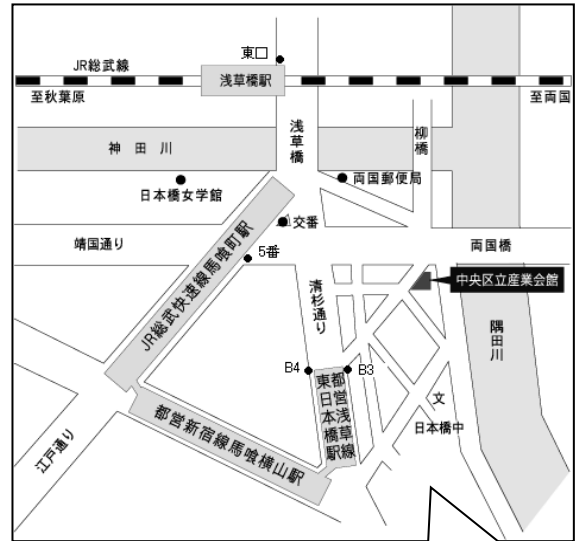 東口
JR総武線
浅草橋駅
至秋葉原
至両国
浅草橋
柳橋
神田川
両国郵便局
日本橋女学館
交番
靖国通り
5番
両国橋
JR総武快速線馬喰町駅
清杉通り
中央区立産業会館
隅田川
B4
B3
都営浅草線
東日本橋駅
文
日本橋中
都営新宿線馬喰横山駅
江戸通り